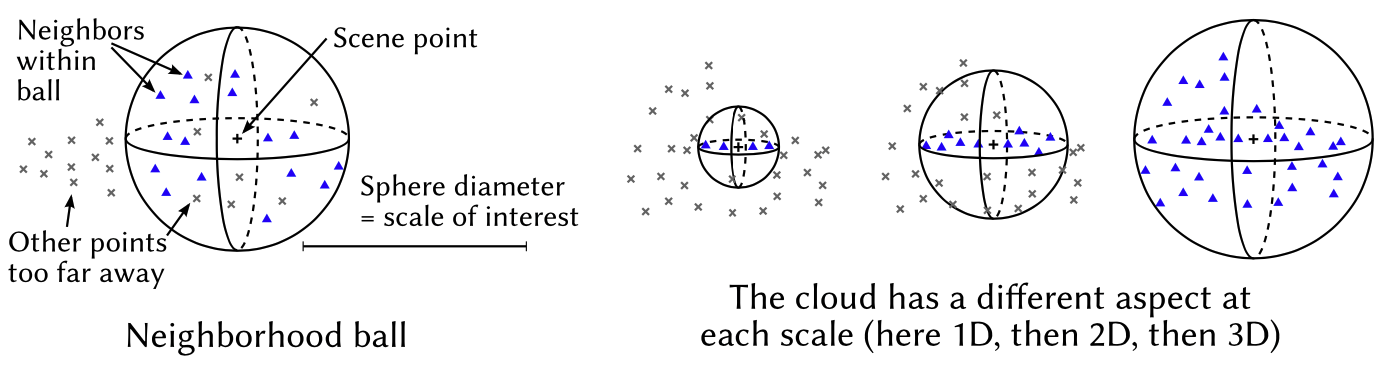 Neighbors
within
ball
Scene point
Sphere diameter
= scale of interest
Other points
too far away
Neighborhood ball
The cloud has a different aspect at
each scale (here 1D, then 2D, then 3D)